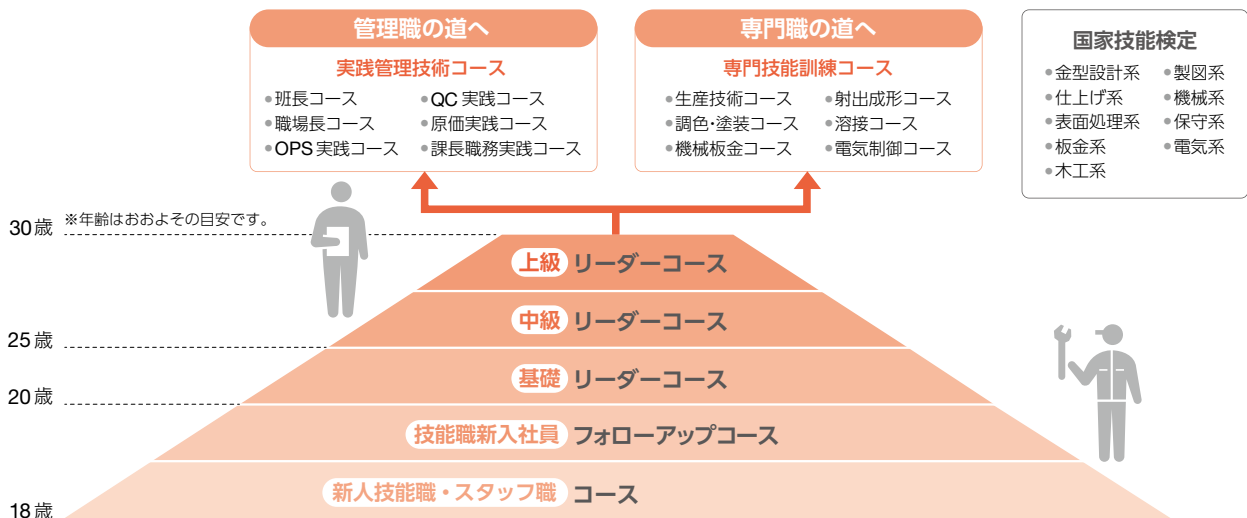 管理職の道へ
実践管理技術コース
●班長コース ●QC実践コース
●職場長コース ●原価実践コース
●OPS実践コース ●課長職務実践コース
専門職の道へ
専門技能訓練コース
●生産技術コース ●射出成形コース
●調色・塗装コース ●溶接コース
●機械板金コース ●電気制御コース
国家技能検定
●金型設計系 ●製図系
●仕上げ系 ●機械系
●表面処理系 ●保守系
●板金系 ●電気系
●木工系
※年齢はおおよその目安です。
30歳
上級 リーダーコース
中級 リーダーコース
25歳
基礎 リーダーコース
20歳
技能職新入社員 フォローアップコース
新人技能職・スタッフ職 コース
18歳